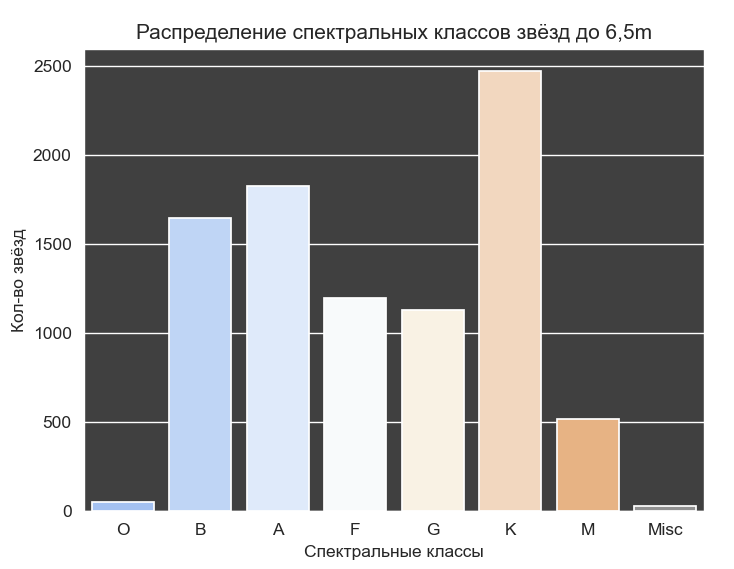 Распределение спектральных классов звёзд до 6,5m
Кол-во звёзд
2500
2000
1500
1000
500
0
O B A F G K M Misc
Спектральные классы